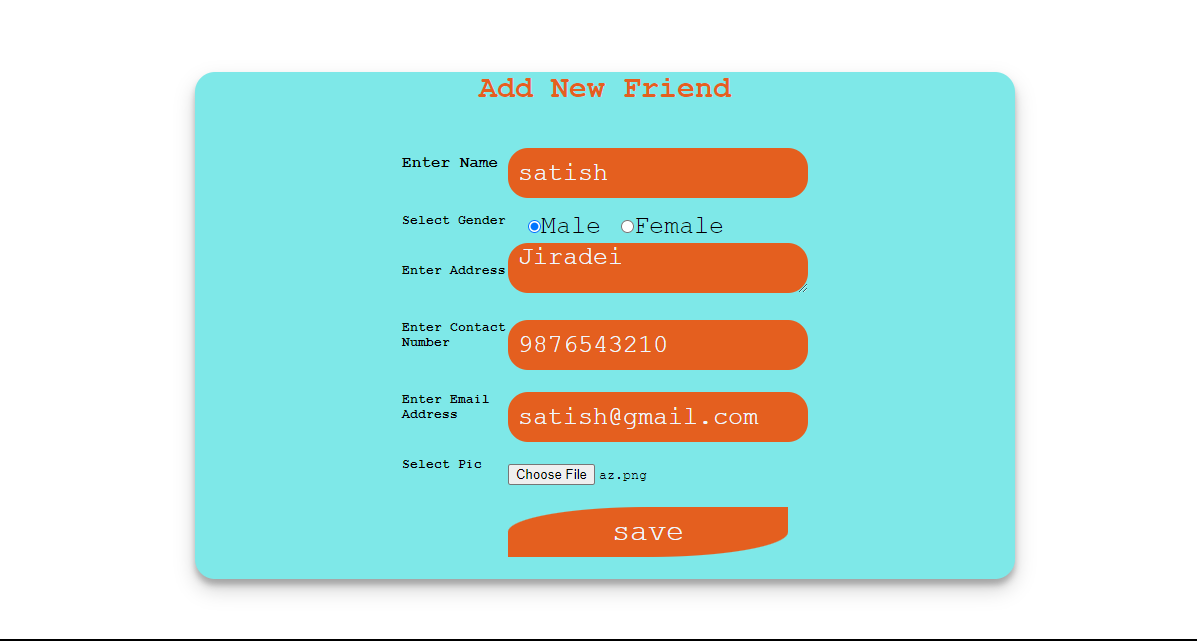 Add New Friend
Enter Name satish
Select Gender Male Female
Enter Address Jiradei
Enter Contact Number 9876543210
Enter Email Address satish@gmail.com
Select Pic Choose File az.png
save